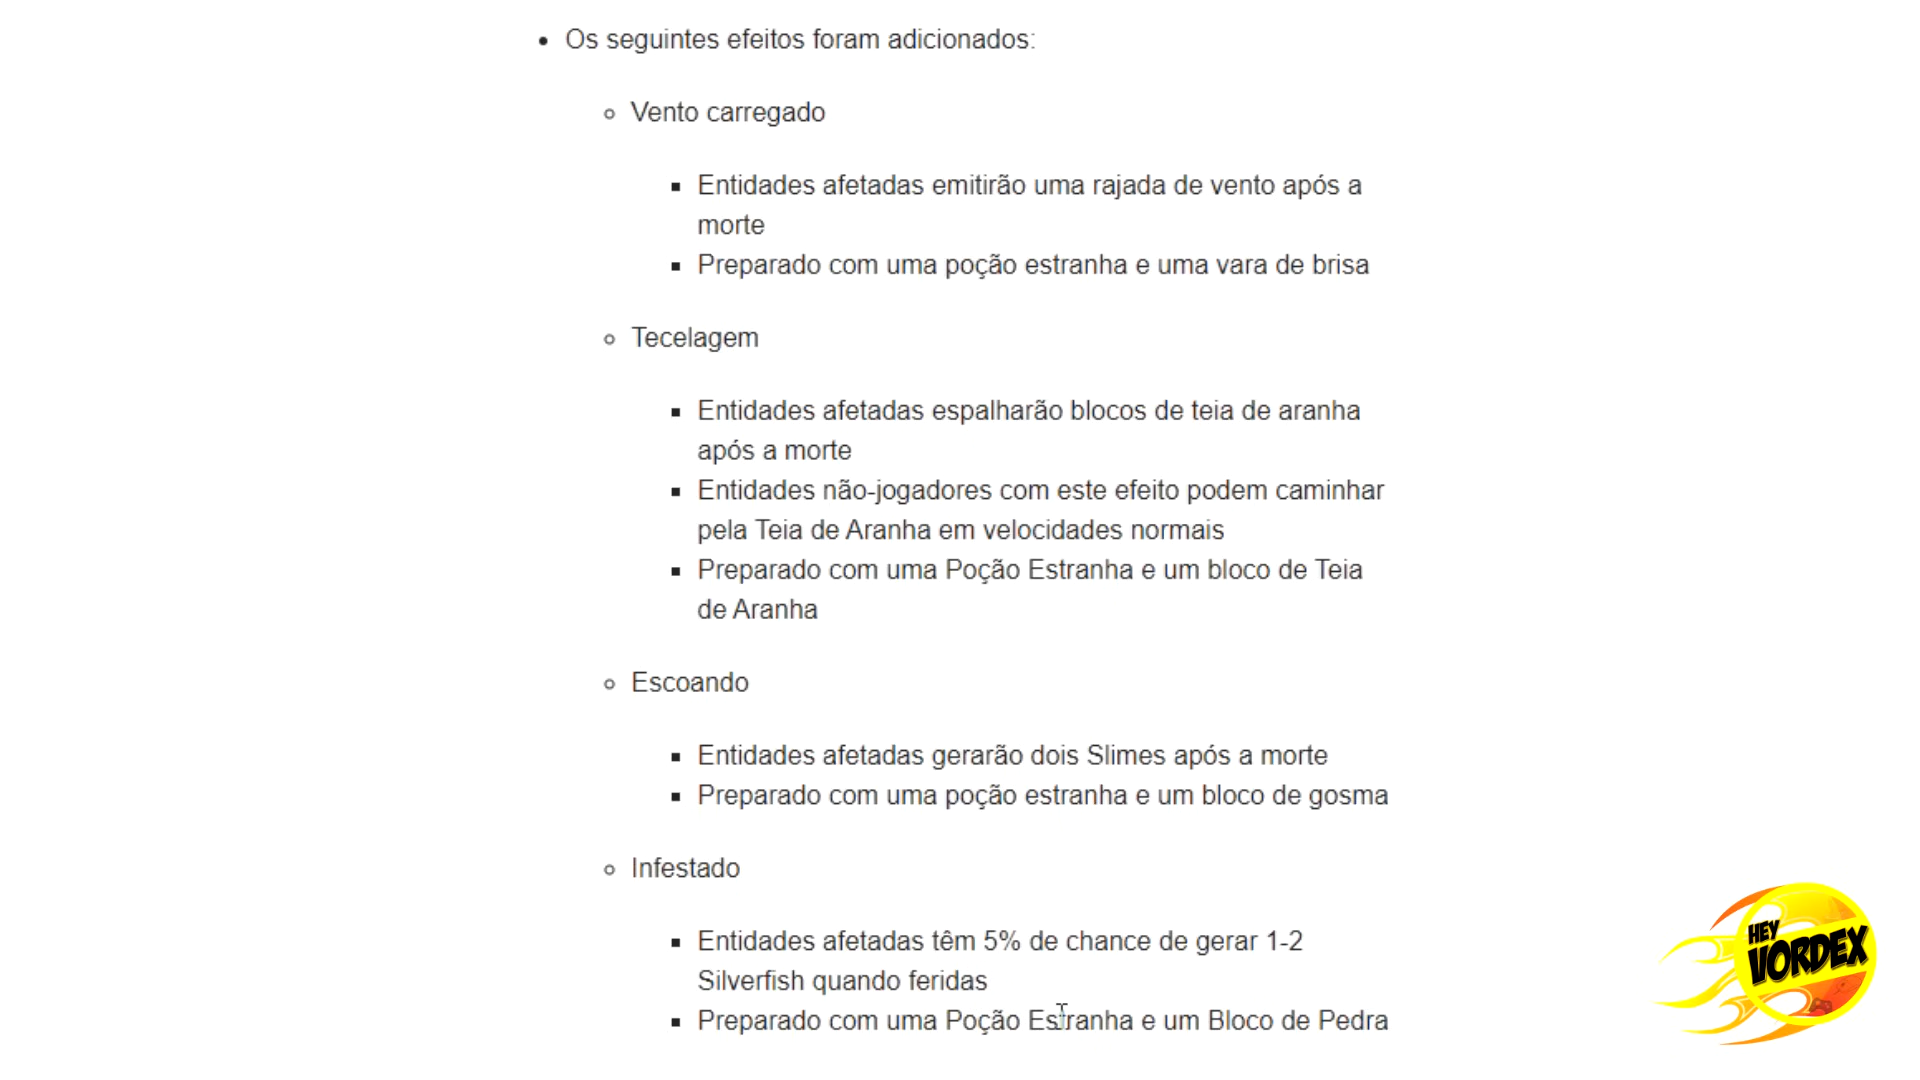 Os seguintes efeitos foram adicionados:
Vento carregado
Entidades afetadas emitirão uma rajada de vento após a
morte
Preparado com uma poção estranha e uma vara de brisa
Tecelagem
Entidades afetadas espalharão blocos de teia de aranha
após a morte
Entidades não-jogadores com este efeito podem caminhar
pela Teia de Aranha em velocidades normais
Preparado com uma Poção Estranha e um bloco de Teia
de Aranha
Escoando
Entidades afetadas gerarão dois Slimes após a morte
Preparado com uma poção estranha e um bloco de gosma
Infestado
Entidades afetadas têm 5% de chance de gerar 1-2
Silverfish quando feridas
Preparado com uma Poção Estranha e um Bloco de Pedra
HEY
VORDEX